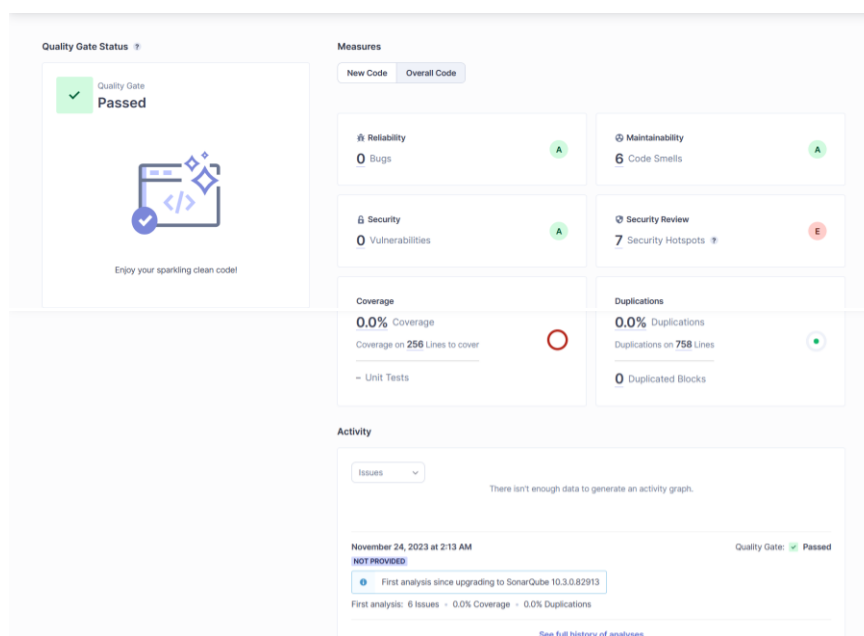 Quality Gate Status ?
Quality Gate
Passed
</>
Enjoy your sparkling clean code!
Measures
New Code Overall Code
Reliability
0 Bugs
A
Maintainability
6 Code Smells
A
Security
0 Vulnerabilities
A
Security Review
7 Security Hotspots ?
E
Coverage
0.0% Coverage
Coverage on 256 Lines to cover
– Unit Tests
Duplications
0.0% Duplications
Duplications on 758 Lines
0 Duplicated Blocks
Activity
Issues
There isn't enough data to generate an activity graph.
November 24, 2023 at 2:13 AM
Quality Gate: Passed
NOT PROVIDED
First analysis since upgrading to SonarQube 10.3.0.82913
First analysis: 6 Issues • 0.0% Coverage • 0.0% Duplications
See full history of analyses